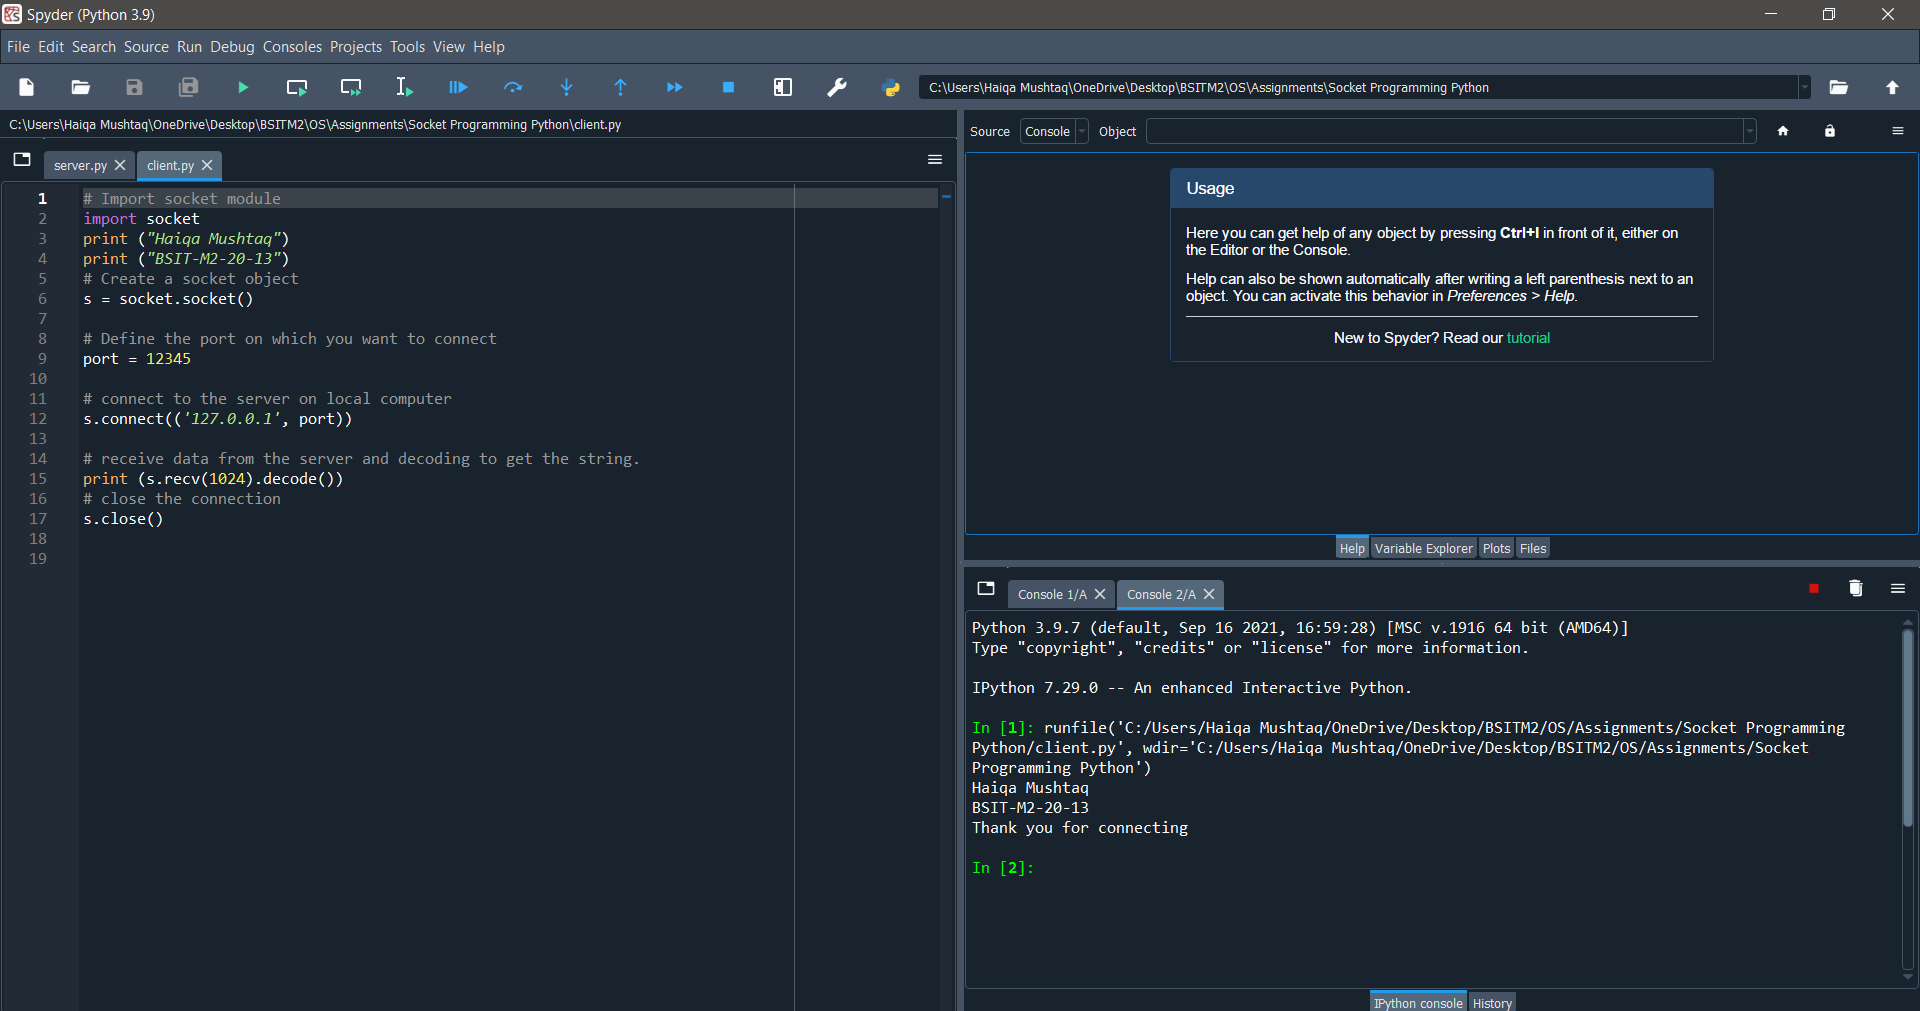 Spyder (Python 3.9)
File Edit Search Source Run Debug Consoles Projects Tools View Help
C:\Users\Haiqa Mushtaq\OneDrive\Desktop\BSITM2\OS\Assignments\Socket Programming Python
C:\Users\Haiqa Mushtaq\OneDrive\Desktop\BSITM2\OS\Assignments\Socket Programming Python\client.py
server.py client.py
1 # Import socket module
2 import socket
3 print ("Haiqa Mushtaq")
4 print ("BSIT-M2-20-13")
5 # Create a socket object
6 s = socket.socket()
7
8 # Define the port on which you want to connect
9 port = 12345
10
11 # connect to the server on local computer
12 s.connect(('127.0.0.1', port))
13
14 # receive data from the server and decoding to get the string.
15 print (s.recv(1024).decode())
16 # close the connection
17 s.close()
18
19
Source Console Object
Usage
Here you can get help of any object by pressing Ctrl+I in front of it, either on
the Editor or the Console.
Help can also be shown automatically after writing a left parenthesis next to an
object. You can activate this behavior in Preferences > Help.
New to Spyder? Read our tutorial
Help Variable Explorer Plots Files
Console 1/A Console 2/A
Python 3.9.7 (default, Sep 16 2021, 16:59:28) [MSC v.1916 64 bit (AMD64)]
Type "copyright", "credits" or "license" for more information.
IPython 7.29.0 -- An enhanced Interactive Python.
In [1]: runfile('C:/Users/Haiqa Mushtaq/OneDrive/Desktop/BSITM2/OS/Assignments/Socket Programming
Python/client.py', wdir='C:/Users/Haiqa Mushtaq/OneDrive/Desktop/BSITM2/OS/Assignments/Socket
Programming Python')
Haiqa Mushtaq
BSIT-M2-20-13
Thank you for connecting
In [2]:
IPython console History